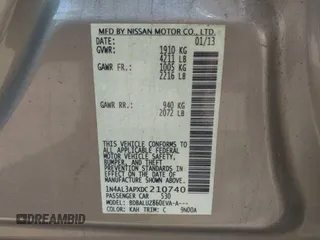 MFD BY NISSAN MOTOR CO., LTD.
DATE: 01/13
GVWR: 1910 KG
4211 LB
GAWR FR.: 1005 KG
2216 LB
GAWR RR.: 940 KG
2072 LB
THIS VEHICLE CONFORMS TO
ALL APPLICABLE FEDERAL
MOTOR VEHICLE SAFETY,
BUMPER, AND THEFT
PREVENTION STANDARDS IN
EFFECT ON THE DATE OF
MANUFACTURE SHOWN ABOVE.
1N4AL3APXDC210740
PASSENGER CAR 530
MODEL: BDBALUZ860EVA-A---
COLOR: KAH TRIM: C 9N00A
DREAMBID